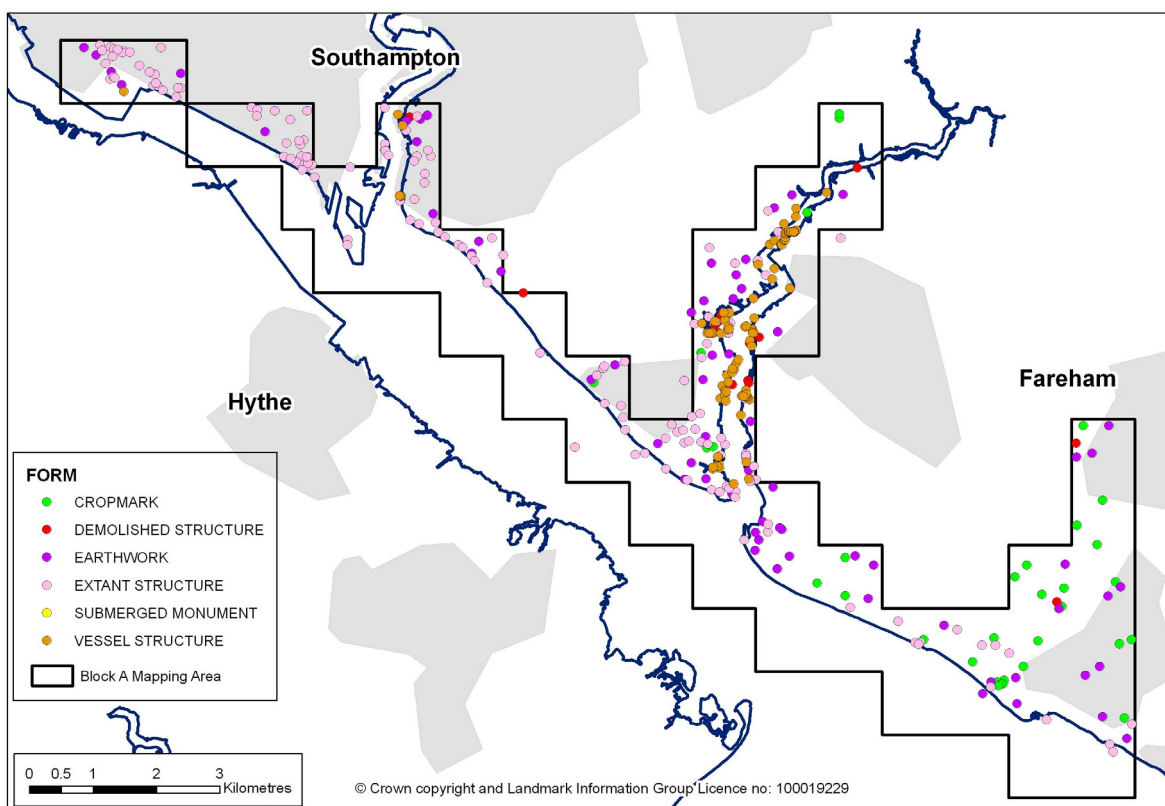 Southampton
Fareham
Hythe
FORM
CROPMARK
DEMOLISHED STRUCTURE
EARTHWORK
EXTANT STRUCTURE
SUBMERGED MONUMENT
VESSEL STRUCTURE
Block A Mapping Area
0 0.5 1 2 3
Kilometres
© Crown copyright and Landmark Information Group Licence no: 100019229